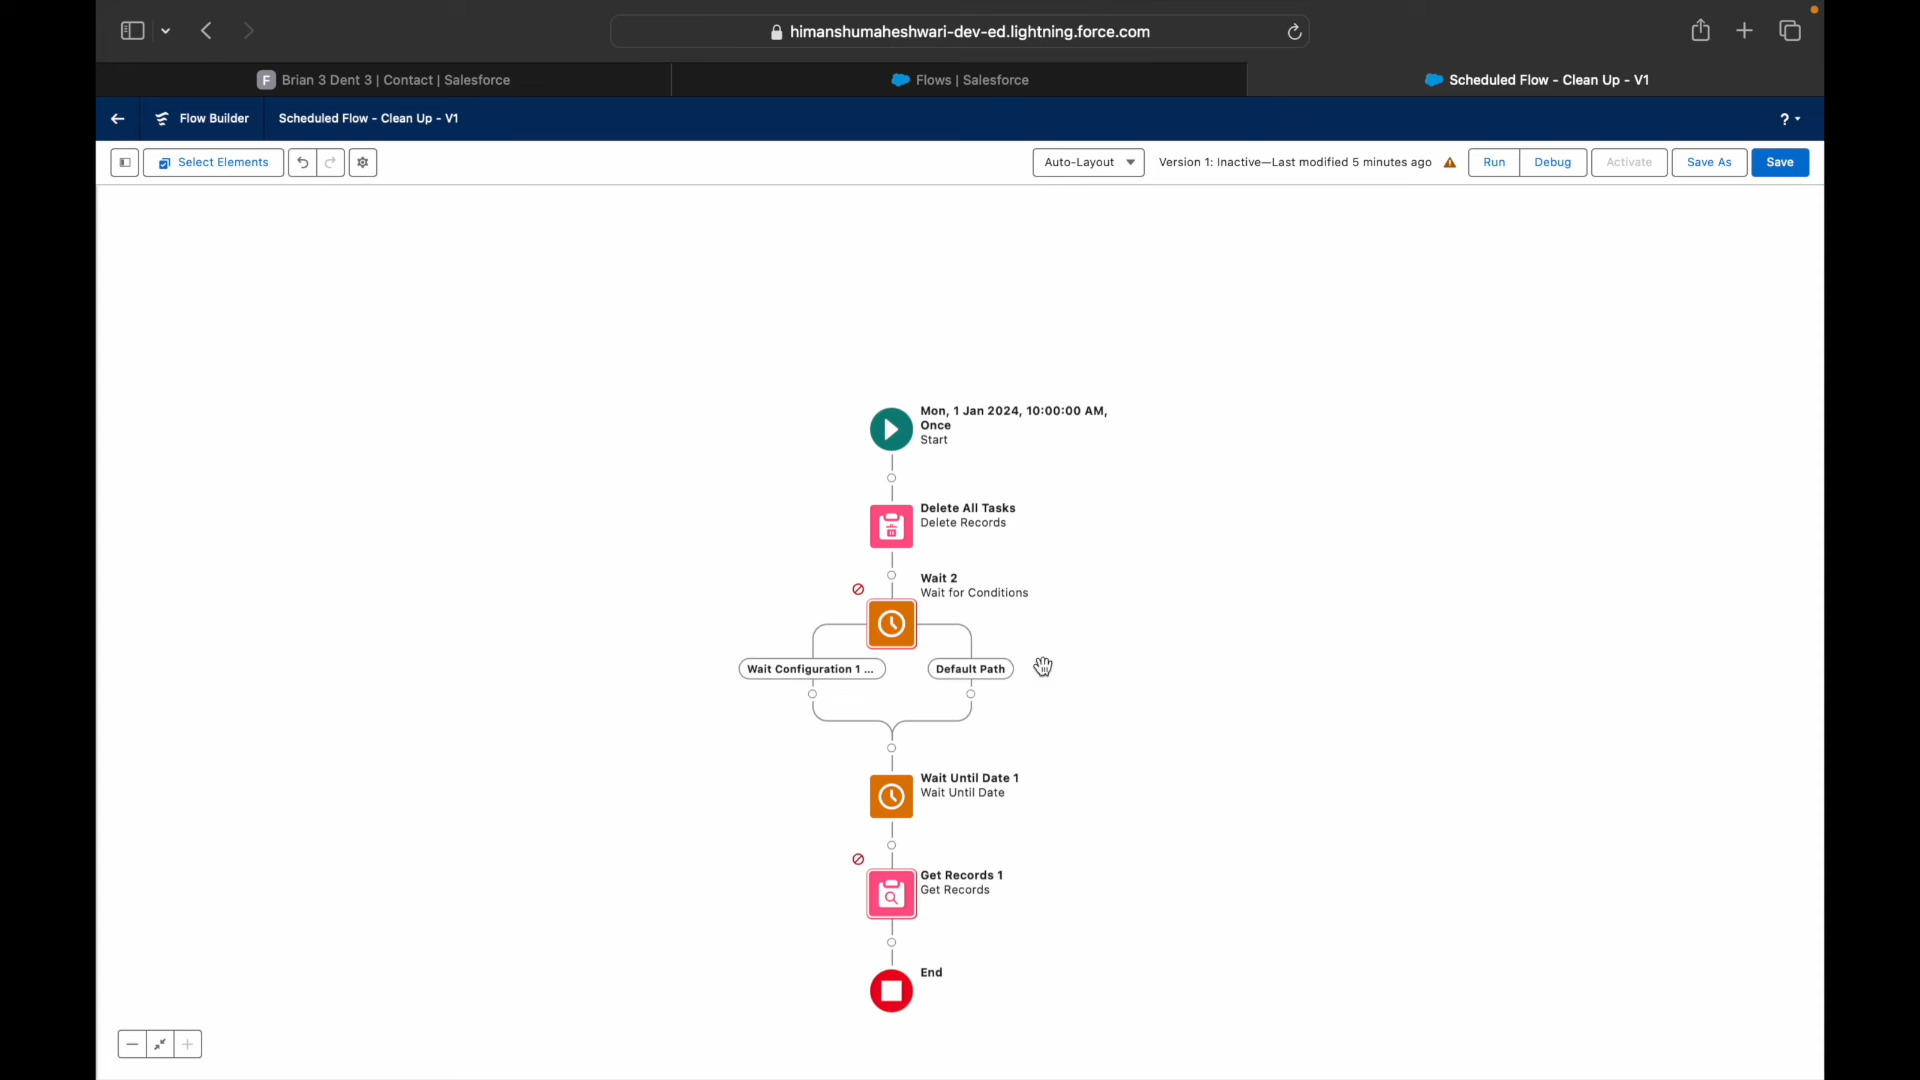 himanshumaheshwari-dev-ed.lightning.force.com
F Brian 3 Dent 3 | Contact | Salesforce
Flows | Salesforce
Scheduled Flow - Clean Up - V1
Flow Builder
Scheduled Flow - Clean Up - V1
?
Select Elements
Auto-Layout
Version 1: Inactive—Last modified 5 minutes ago
Run
Debug
Activate
Save As
Save
Mon, 1 Jan 2024, 10:00:00 AM,
Once
Start
Delete All Tasks
Delete Records
Wait 2
Wait for Conditions
Wait Configuration 1 ...
Default Path
Wait Until Date 1
Wait Until Date
Get Records 1
Get Records
End